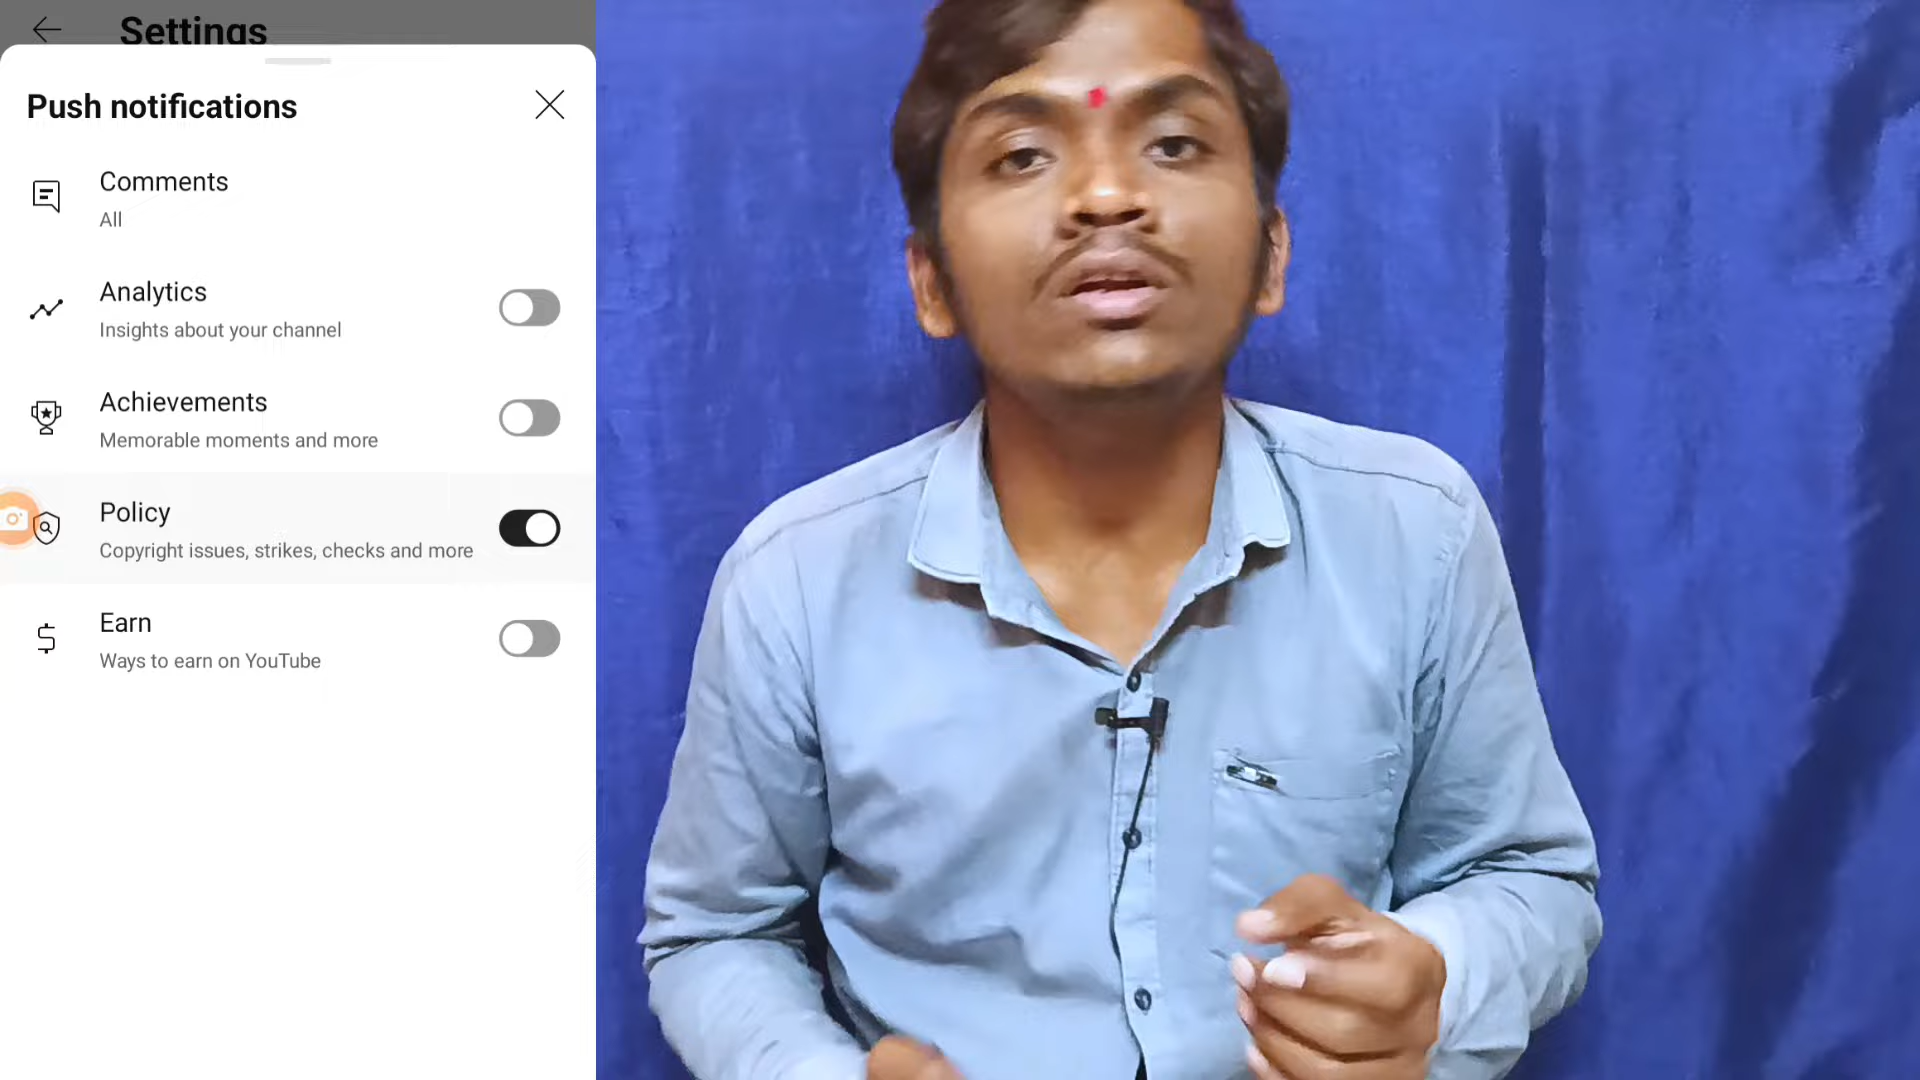 Settings
Push notifications
Comments
All
Analytics
Insights about your channel
Achievements
Memorable moments and more
Policy
Copyright issues, strikes, checks and more
Earn
Ways to earn on YouTube